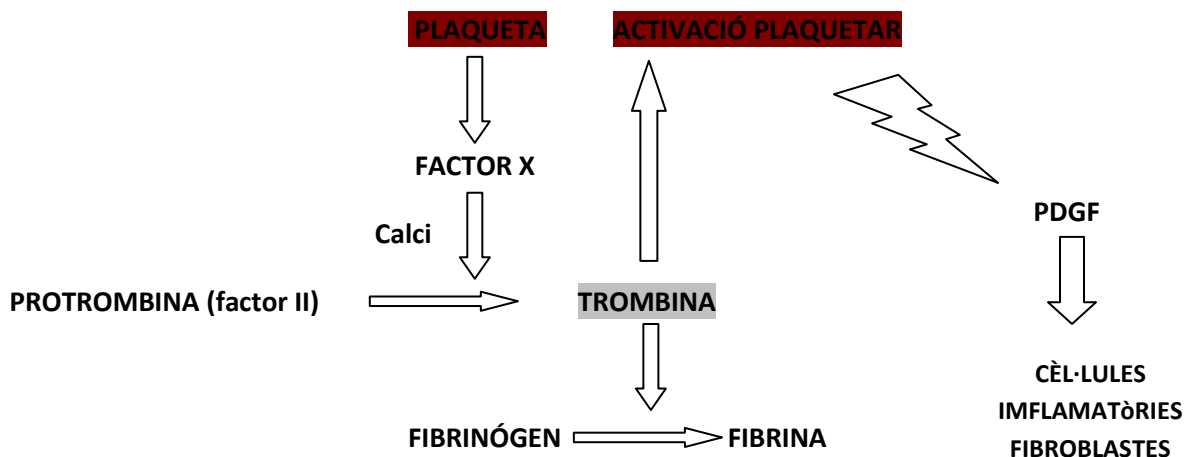 PLAQUETA
ACTIVACIÓ PLAQUETAR
FACTOR X
PDGF
Calci
PROTROMBINA (factor II)
TROMBINA
CÈL·LULES
IMFLAMATòRIES
FIBROBLASTES
FIBRINÓGEN
FIBRINA